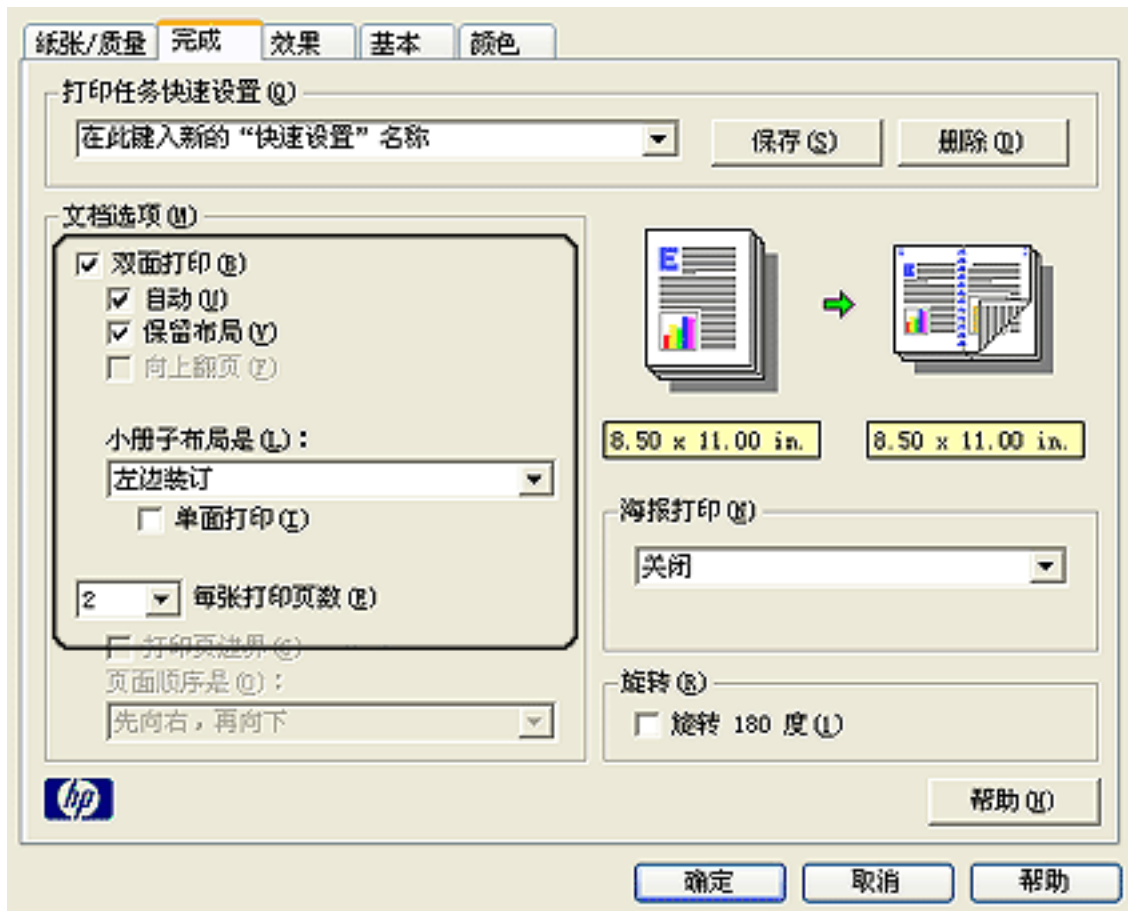 纸张/质量 完成 效果 基本 颜色
打印任务快速设置(Q)
在此键入新的“快速设置”名称 保存(S) 删除(D)
文档选项(M)
双面打印(B)
自动(U)
保留布局(Y)
向上翻页(F)
小册子布局是(L):
左边装订
单面打印(I)
2 每张打印页数(P)
打印页边界(G)
页面顺序是(O):
先向右,再向下
E
8.50 x 11.00 in. 8.50 x 11.00 in.
海报打印(N)
关闭
旋转(R)
旋转 180 度(1)
hp
帮助(H)
确定 取消 帮助